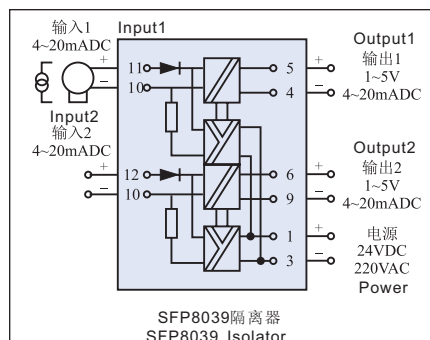 输入1
4~20mADC
Input1
Output1
输出1
1~5V
4~20mADC
+
−
11
10
5
4
+
−
Input2
输入2
4~20mADC
+
−
12
10
6
9
+
−
Output2
输出2
1~5V
4~20mADC
1
3
+
−
电源
24VDC
220VAC
Power
SFP8039隔离器
SFP8039 Isolator